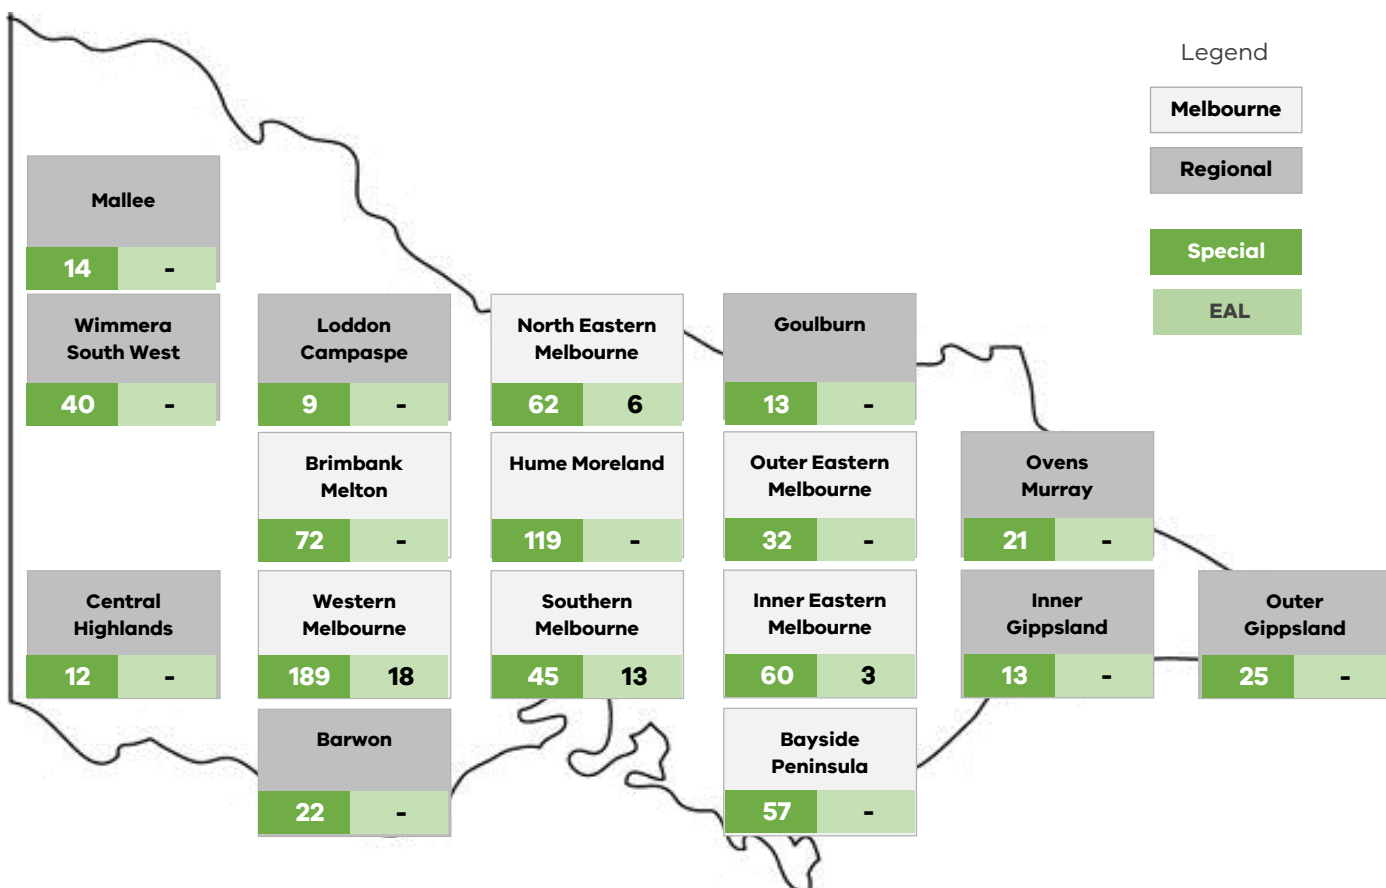 Legend
Melbourne
Regional
Special
EAL
Mallee
14 -
Wimmera
South West
40 -
Loddon
Campaspe
9 -
North Eastern
Melbourne
62 6
Goulburn
13 -
Brimbank
Melton
72 -
Hume Moreland
119 -
Outer Eastern
Melbourne
32 -
Ovens
Murray
21 -
Central
Highlands
12 -
Western
Melbourne
189 18
Southern
Melbourne
45 13
Inner Eastern
Melbourne
60 3
Inner
Gippsland
13 -
Outer
Gippsland
25 -
Barwon
22 -
Bayside
Peninsula
57 -